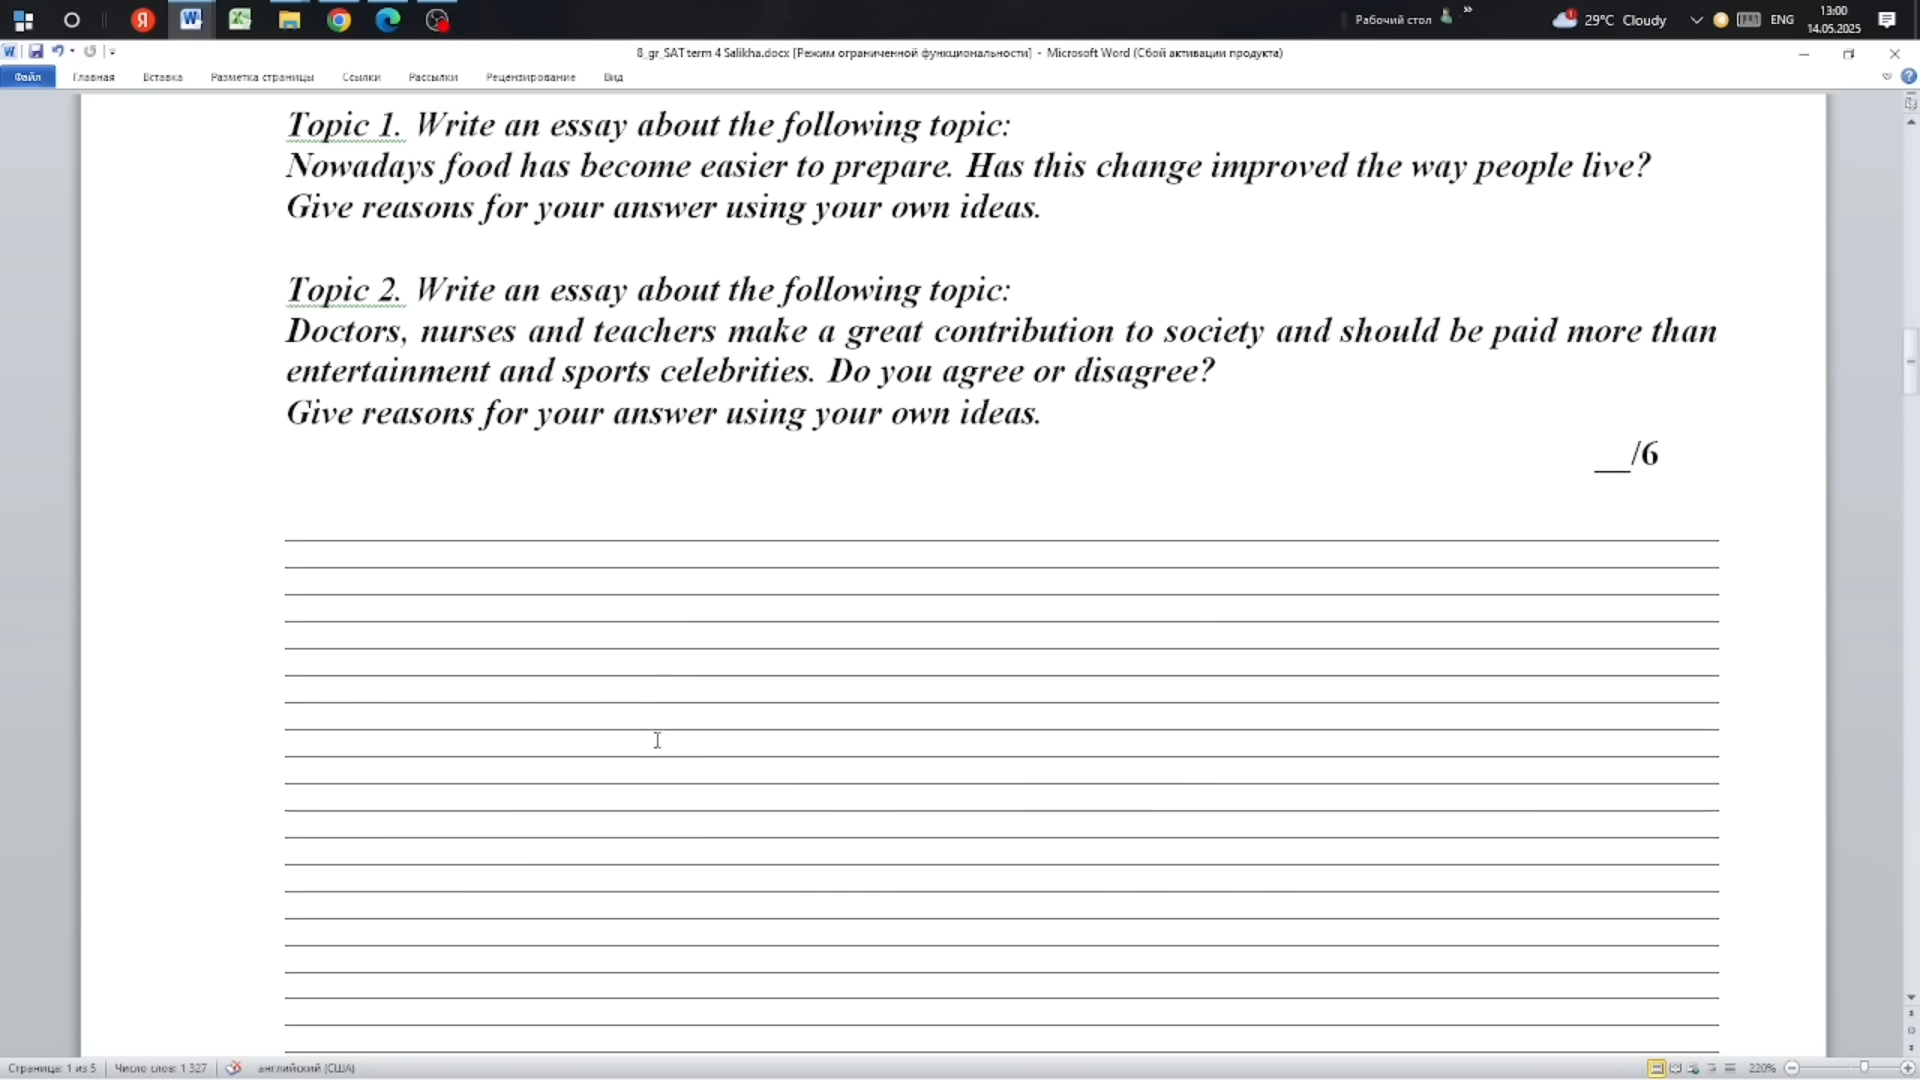 Рабочий стол
29°C Cloudy
ENG
13:00
14.05.2025
8_gr_SAT term 4 Salikha.docx [Режим ограниченной функциональности] - Microsoft Word (Сбой активации продукта)
Файл Главная Вставка Разметка страницы Ссылки Рассылки Рецензирование Вид
Topic 1. Write an essay about the following topic:
Nowadays food has become easier to prepare. Has this change improved the way people live?
Give reasons for your answer using your own ideas.
Topic 2. Write an essay about the following topic:
Doctors, nurses and teachers make a great contribution to society and should be paid more than
entertainment and sports celebrities. Do you agree or disagree?
Give reasons for your answer using your own ideas.
__/6
Страница: 1 из 5 Число слов: 1 327 английский (США) 220%